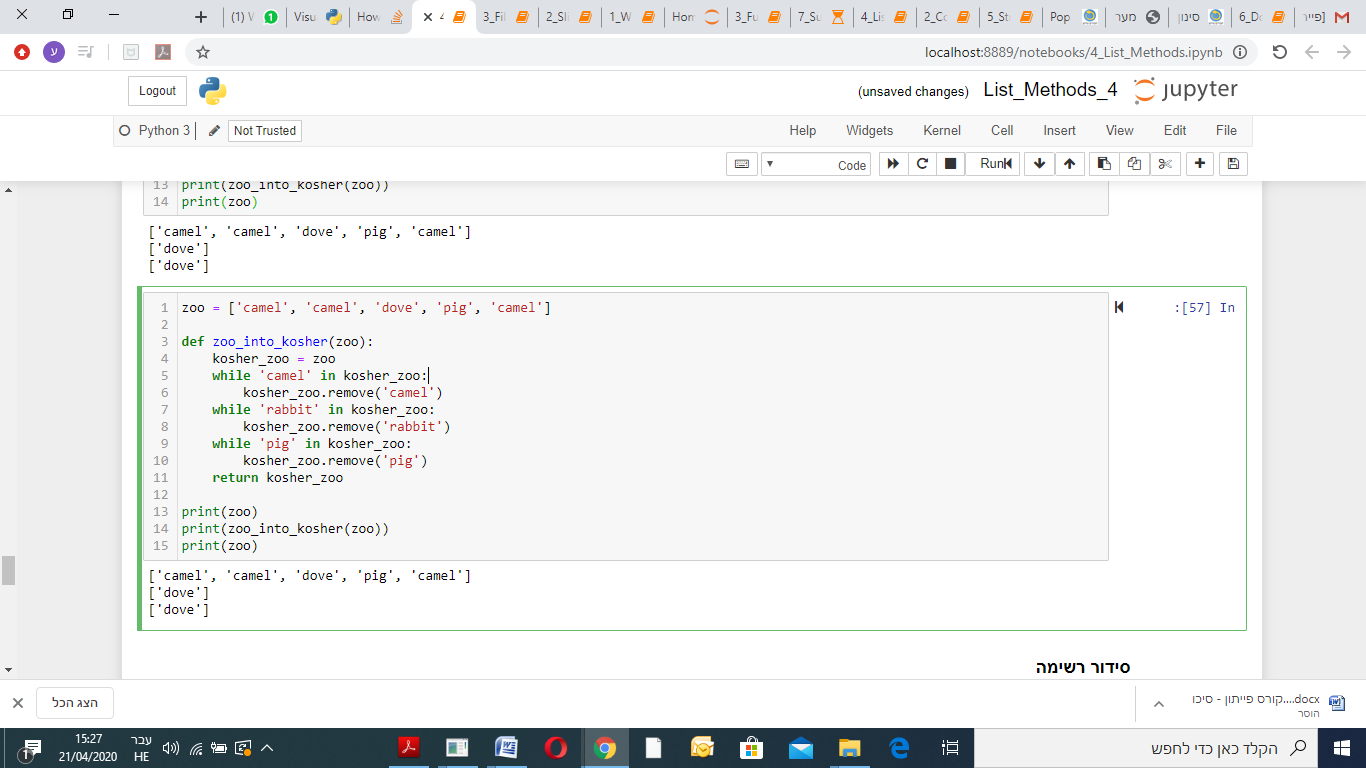 (1) V
Visu
How
4
3_Fil
2_Sli
1_W
Hom
3_Fu
7_Su
4_Lis
2_Co
5_Sta
Pop
מער
סינון
6_Do
[פייר
localhost:8889/notebooks/4_List_Methods.ipynb
Logout
(unsaved changes) List_Methods_4 jupyter
Python 3 Not Trusted Help Widgets Kernel Cell Insert View Edit File
Code Run
13 print(zoo_into_kosher(zoo))
14 print(zoo)
['camel', 'camel', 'dove', 'pig', 'camel']
['dove']
['dove']
:[57] In
1 zoo = ['camel', 'camel', 'dove', 'pig', 'camel']
2
3 def zoo_into_kosher(zoo):
4     kosher_zoo = zoo
5     while 'camel' in kosher_zoo:
6         kosher_zoo.remove('camel')
7     while 'rabbit' in kosher_zoo:
8         kosher_zoo.remove('rabbit')
9     while 'pig' in kosher_zoo:
10         kosher_zoo.remove('pig')
11     return kosher_zoo
12
13 print(zoo)
14 print(zoo_into_kosher(zoo))
15 print(zoo)
['camel', 'camel', 'dove', 'pig', 'camel']
['dove']
['dove']
סידור רשימה
הצג הכל
קורס פייתון - סיכו....docx
הוסר
1
15:27
21/04/2020
עבר
HE
הקלד כאן כדי לחפש